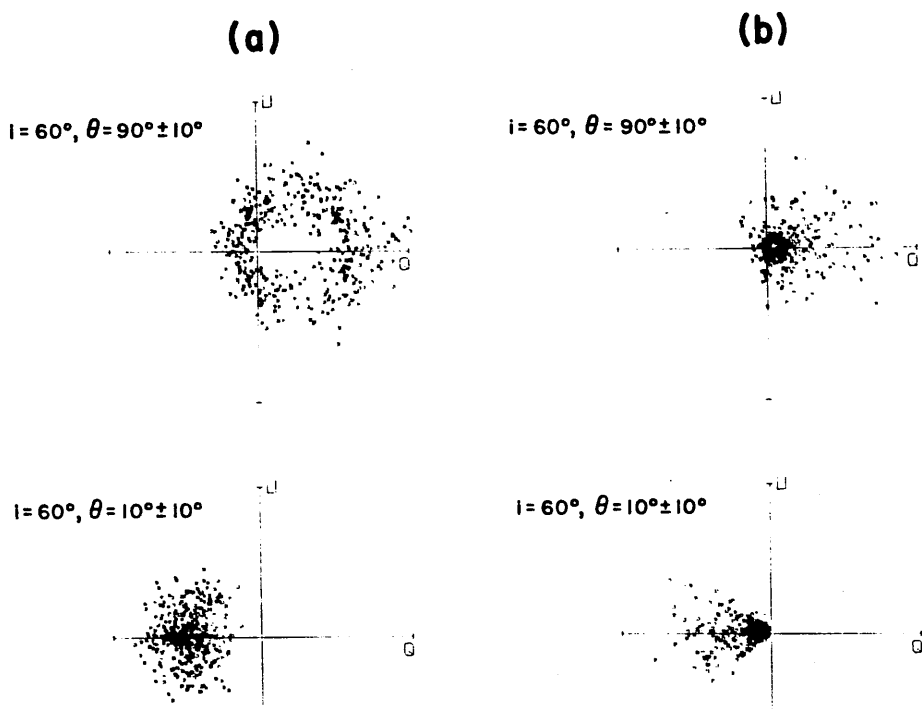 (a)
(b)
U
U
i = 60°, θ = 90° ± 10°
i = 60°, θ = 90° ± 10°
Q
Q
U
U
i = 60°, θ = 10° ± 10°
i = 60°, θ = 10° ± 10°
Q
Q